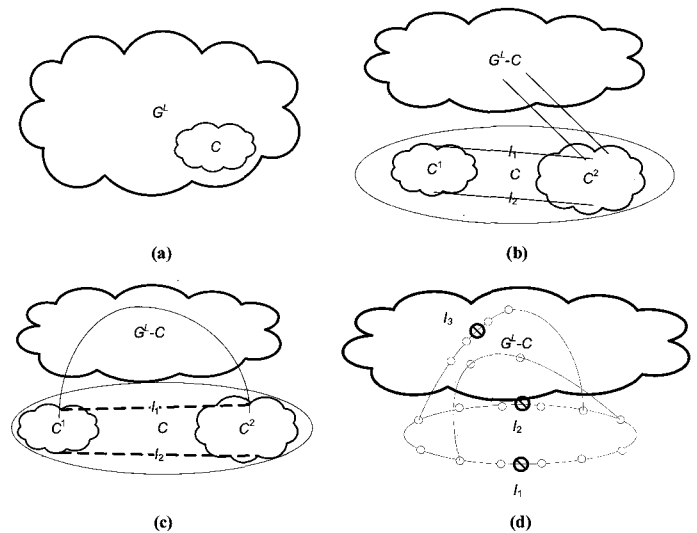 G^L
C
(a)
G^L-C
C^1
l_1
C
l_2
C^2
(b)
G^L-C
C^1
l_1
C
l_2
C^2
(c)
l_3
G^L-C
l_2
l_1
(d)